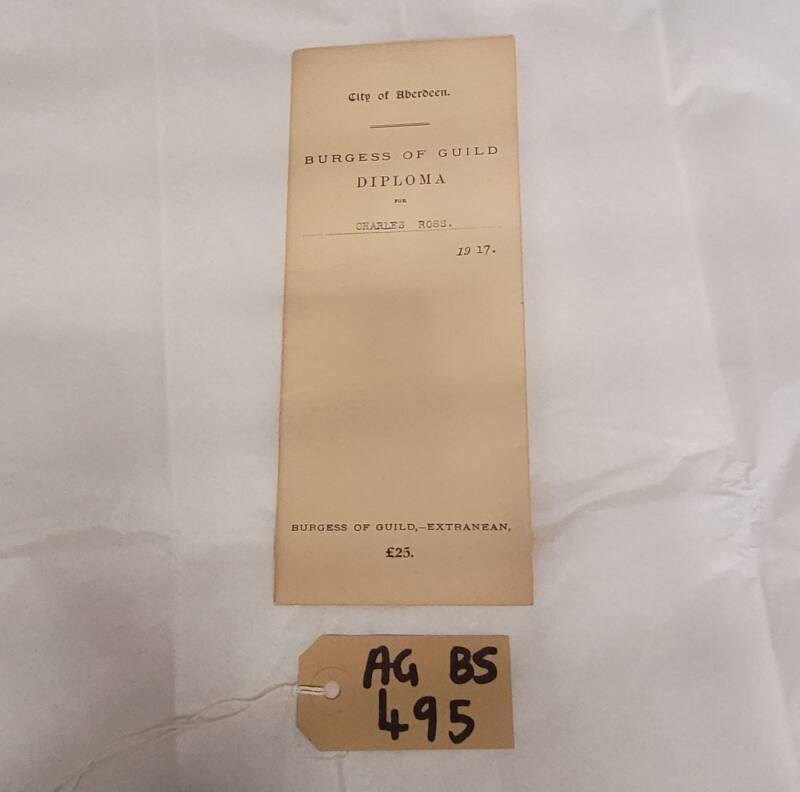 City of Aberdeen.
BURGESS OF GUILD
DIPLOMA
FOR
CHARLES ROSS.
19 17.
BURGESS OF GUILD,—EXTRANEAN,
£25.
AG BS
495